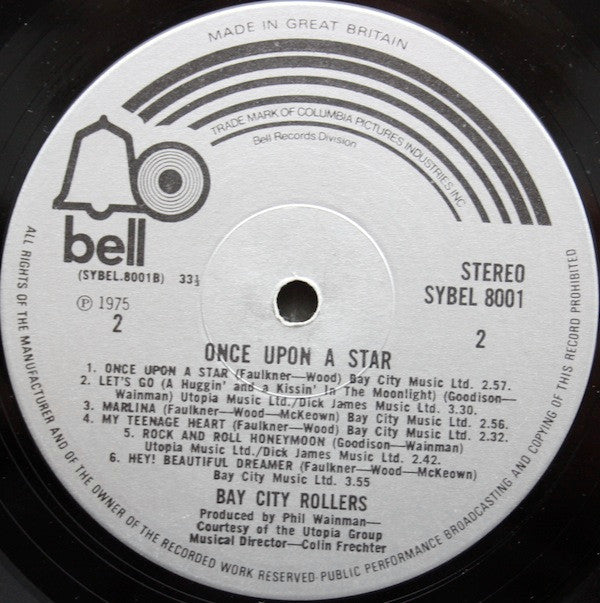 MADE IN GREAT BRITAIN
TRADE MARK OF COLUMBIA PICTURES INDUSTRIES INC
Bell Records Division
bell
(SYBEL.8001B) 33⅓
Ⓟ 1975
2
STEREO
SYBEL 8001
2
ONCE UPON A STAR
1. ONCE UPON A STAR (Faulkner—Wood) Bay City Music Ltd. 2.57.
2. LET'S GO (A Huggin' and a Kissin' In The Moonlight) (Goodison—
Wainman) Utopia Music Ltd./Dick James Music Ltd. 3.30.
3. MARLINA (Faulkner—Wood—McKeown) Bay City Music Ltd. 2.56.
4. MY TEENAGE HEART (Faulkner—Wood) Bay City Music Ltd. 2.32.
5. ROCK AND ROLL HONEYMOON (Goodison—Wainman)
Utopia Music Ltd./Dick James Music Ltd. 2.42.
6. HEY! BEAUTIFUL DREAMER (Faulkner—Wood—McKeown)
Bay City Music Ltd. 3.55
BAY CITY ROLLERS
Produced by Phil Wainman—
Courtesy of the Utopia Group
Musical Director—Colin Frechter
ALL RIGHTS OF THE MANUFACTURER AND OF THE OWNER OF THE RECORDED WORK RESERVED·PUBLIC PERFORMANCE BROADCASTING AND COPYING OF THIS RECORD PROHIBITED